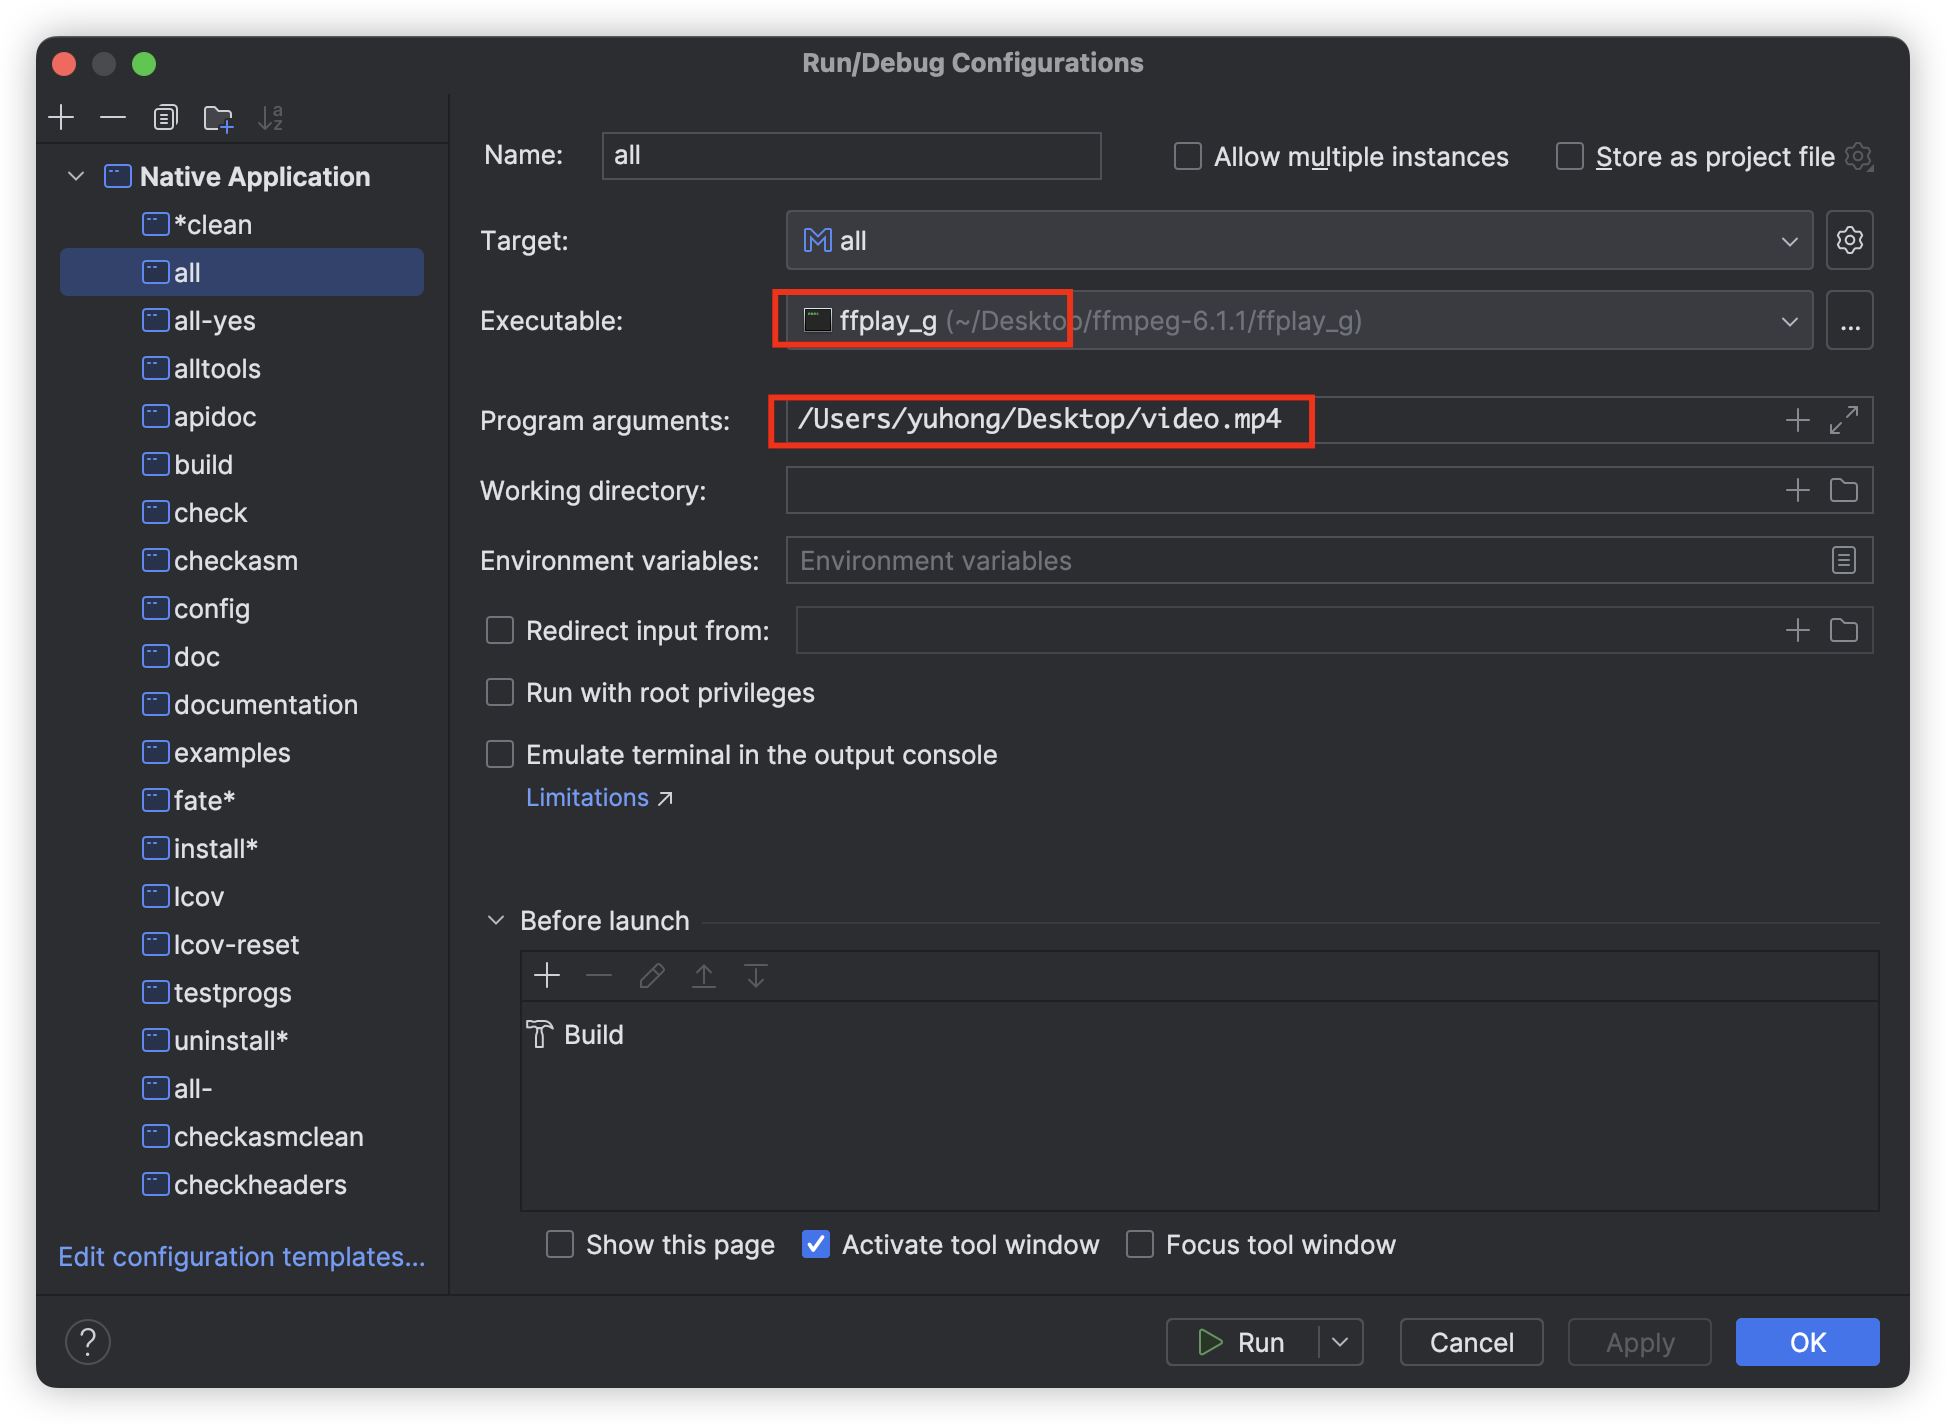 Run/Debug Configurations
Native Application
*clean
all
all-yes
alltools
apidoc
build
check
checkasm
config
doc
documentation
examples
fate*
install*
lcov
lcov-reset
testprogs
uninstall*
all-
checkasmclean
checkheaders
Edit configuration templates...
Name: all Allow multiple instances Store as project file
Target: all
Executable: ffplay_g (~/Desktop/ffmpeg-6.1.1/ffplay_g) ...
Program arguments: /Users/yuhong/Desktop/video.mp4
Working directory:
Environment variables: Environment variables
Redirect input from:
Run with root privileges
Emulate terminal in the output console
Limitations ↗
Before launch
Build
Show this page Activate tool window Focus tool window
? Run Cancel Apply OK